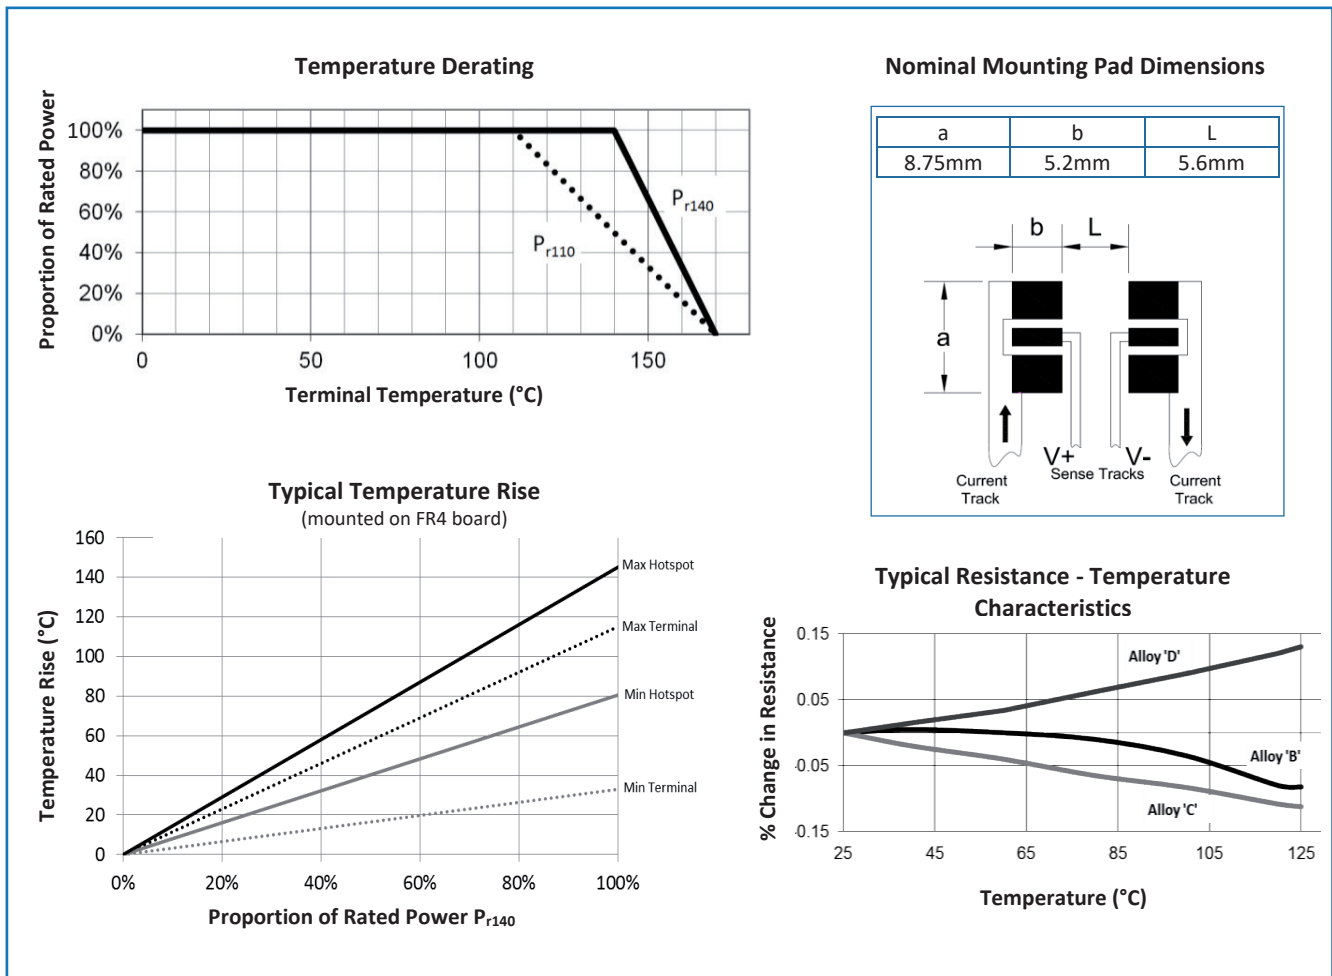 Temperature Derating
Proportion of Rated Power
100%
80%
60%
40%
20%
0%
Pr140
Pr110
0
50
100
150
Terminal Temperature (°C)
Nominal Mounting Pad Dimensions
a b L
8.75mm 5.2mm 5.6mm
b L
a
V+ V-
Sense Tracks
Current
Track
Current
Track
Typical Temperature Rise
(mounted on FR4 board)
Temperature Rise (°C)
160
140
120
100
80
60
40
20
0
Max Hotspot
Max Terminal
Min Hotspot
Min Terminal
0% 20% 40% 60% 80% 100%
Proportion of Rated Power Pr140
Typical Resistance - Temperature
Characteristics
% Change in Resistance
0.15
0.05
-0.05
-0.15
Alloy 'D'
Alloy 'B'
Alloy 'C'
25 45 65 85 105 125
Temperature (°C)